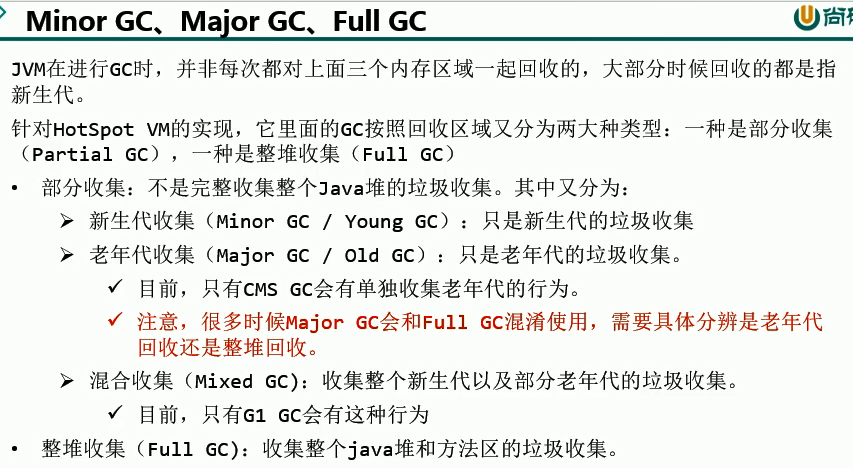 Minor GC、Major GC、Full GC
尚硅
JVM在进行GC时，并非每次都对上面三个内存区域一起回收的，大部分时候回收的都是指
新生代。
针对HotSpot VM的实现，它里面的GC按照回收区域又分为两大种类型：一种是部分收集
（Partial GC），一种是整堆收集（Full GC）
• 部分收集：不是完整收集整个Java堆的垃圾收集。其中又分为：
➢ 新生代收集（Minor GC / Young GC）：只是新生代的垃圾收集
➢ 老年代收集（Major GC / Old GC）：只是老年代的垃圾收集。
✓ 目前，只有CMS GC会有单独收集老年代的行为。
✓ 注意，很多时候Major GC会和Full GC混淆使用，需要具体分辨是老年代
回收还是整堆回收。
➢ 混合收集（Mixed GC)：收集整个新生代以及部分老年代的垃圾收集。
✓ 目前，只有G1 GC会有这种行为
• 整堆收集（Full GC)：收集整个java堆和方法区的垃圾收集。